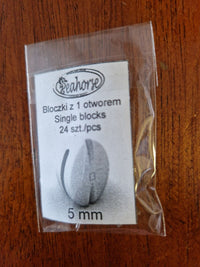 Seahorse
Bloczki z 1 otworem
Single blocks
24 szt./pcs
5 mm